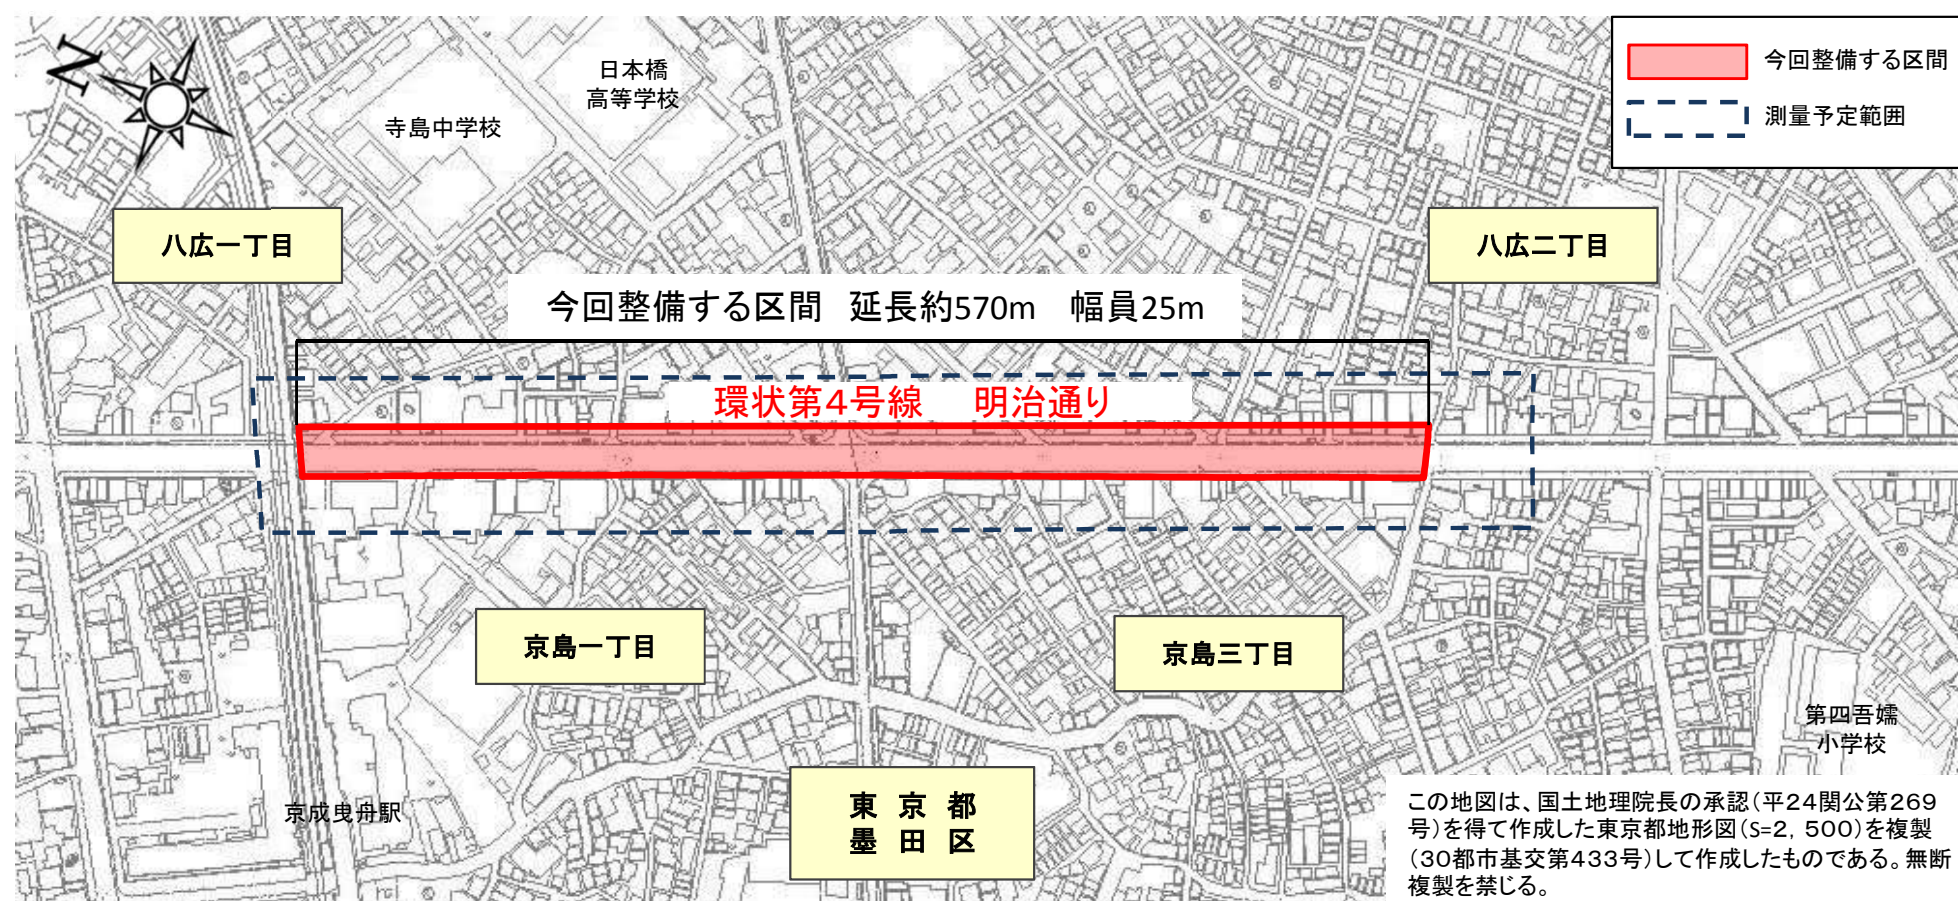 N
日本橋
高等学校
寺島中学校
今回整備する区間
測量予定範囲
八広一丁目
八広二丁目
今回整備する区間 延長約570m 幅員25m
環状第4号線 明治通り
京島一丁目
京島三丁目
第四吾嬬
小学校
京成曳舟駅
東 京 都
墨 田 区
この地図は、国土地理院長の承認(平24関公第269
号)を得て作成した東京都地形図(S=2,500)を複製
(30都市基交第433号)して作成したものである。無断
複製を禁じる。